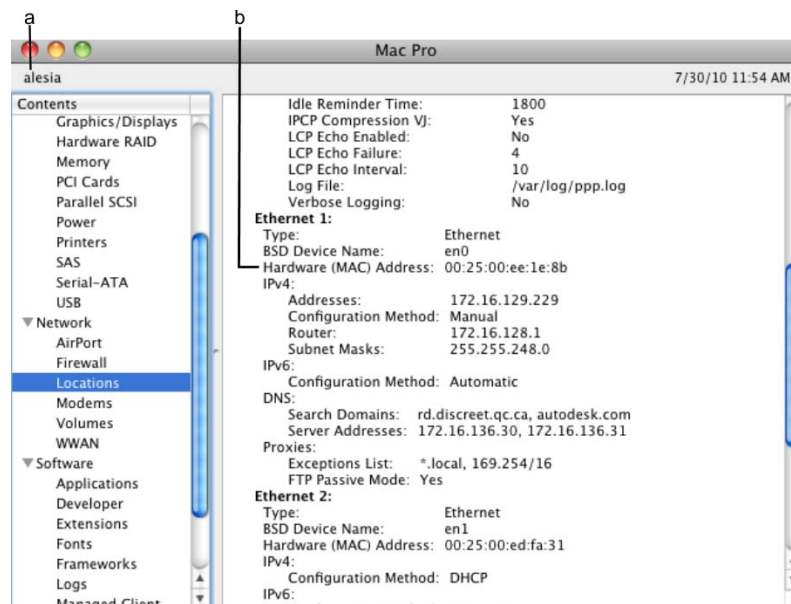 a b
Mac Pro
alesia 7/30/10 11:54 AM
Contents
Graphics/Displays
Hardware RAID
Memory
PCI Cards
Parallel SCSI
Power
Printers
SAS
Serial-ATA
USB
Network
AirPort
Firewall
Locations
Modems
Volumes
WWAN
Software
Applications
Developer
Extensions
Fonts
Frameworks
Logs
Managed Client
Idle Reminder Time: 1800
IPCP Compression VJ: Yes
LCP Echo Enabled: No
LCP Echo Failure: 4
LCP Echo Interval: 10
Log File: /var/log/ppp.log
Verbose Logging: No
Ethernet 1:
Type: Ethernet
BSD Device Name: en0
Hardware (MAC) Address: 00:25:00:ee:1e:8b
IPv4:
Addresses: 172.16.129.229
Configuration Method: Manual
Router: 172.16.128.1
Subnet Masks: 255.255.248.0
IPv6:
Configuration Method: Automatic
DNS:
Search Domains: rd.discreet.qc.ca, autodesk.com
Server Addresses: 172.16.136.30, 172.16.136.31
Proxies:
Exceptions List: *.local, 169.254/16
FTP Passive Mode: Yes
Ethernet 2:
Type: Ethernet
BSD Device Name: en1
Hardware (MAC) Address: 00:25:00:ed:fa:31
IPv4:
Configuration Method: DHCP
IPv6: